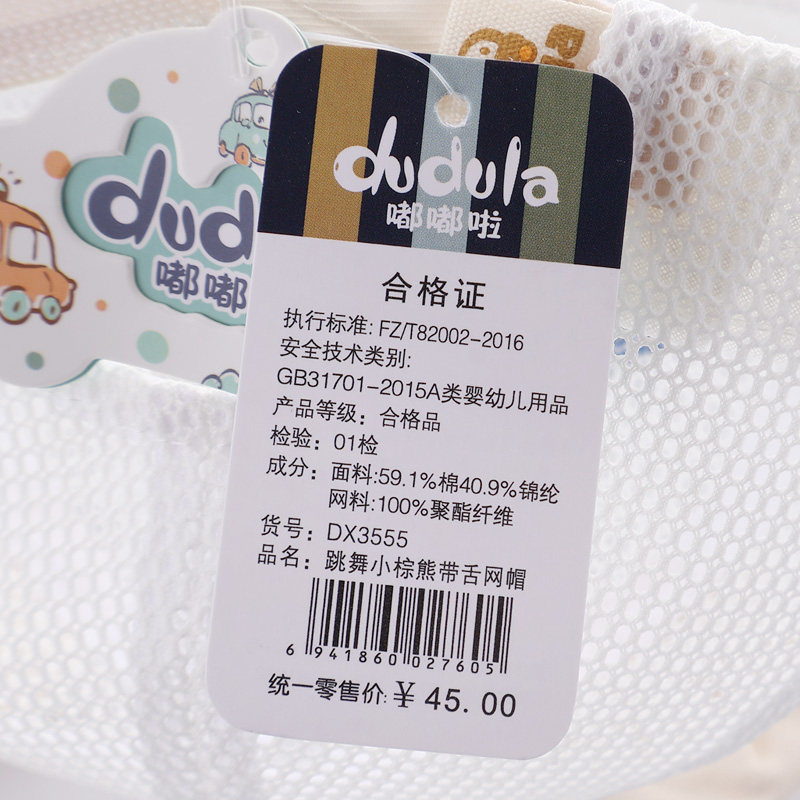 dudula
嘟嘟啦
合格证
执行标准: FZ/T82002-2016
安全技术类别:
GB31701-2015A类婴幼儿用品
产品等级：合格品
检验：01检
成分：面料:59.1%棉40.9%锦纶
网料:100%聚酯纤维
货号：DX3555
品名：跳舞小棕熊带舌网帽
6 941860 027605
统一零售价:￥45.00
dud
嘟嘟